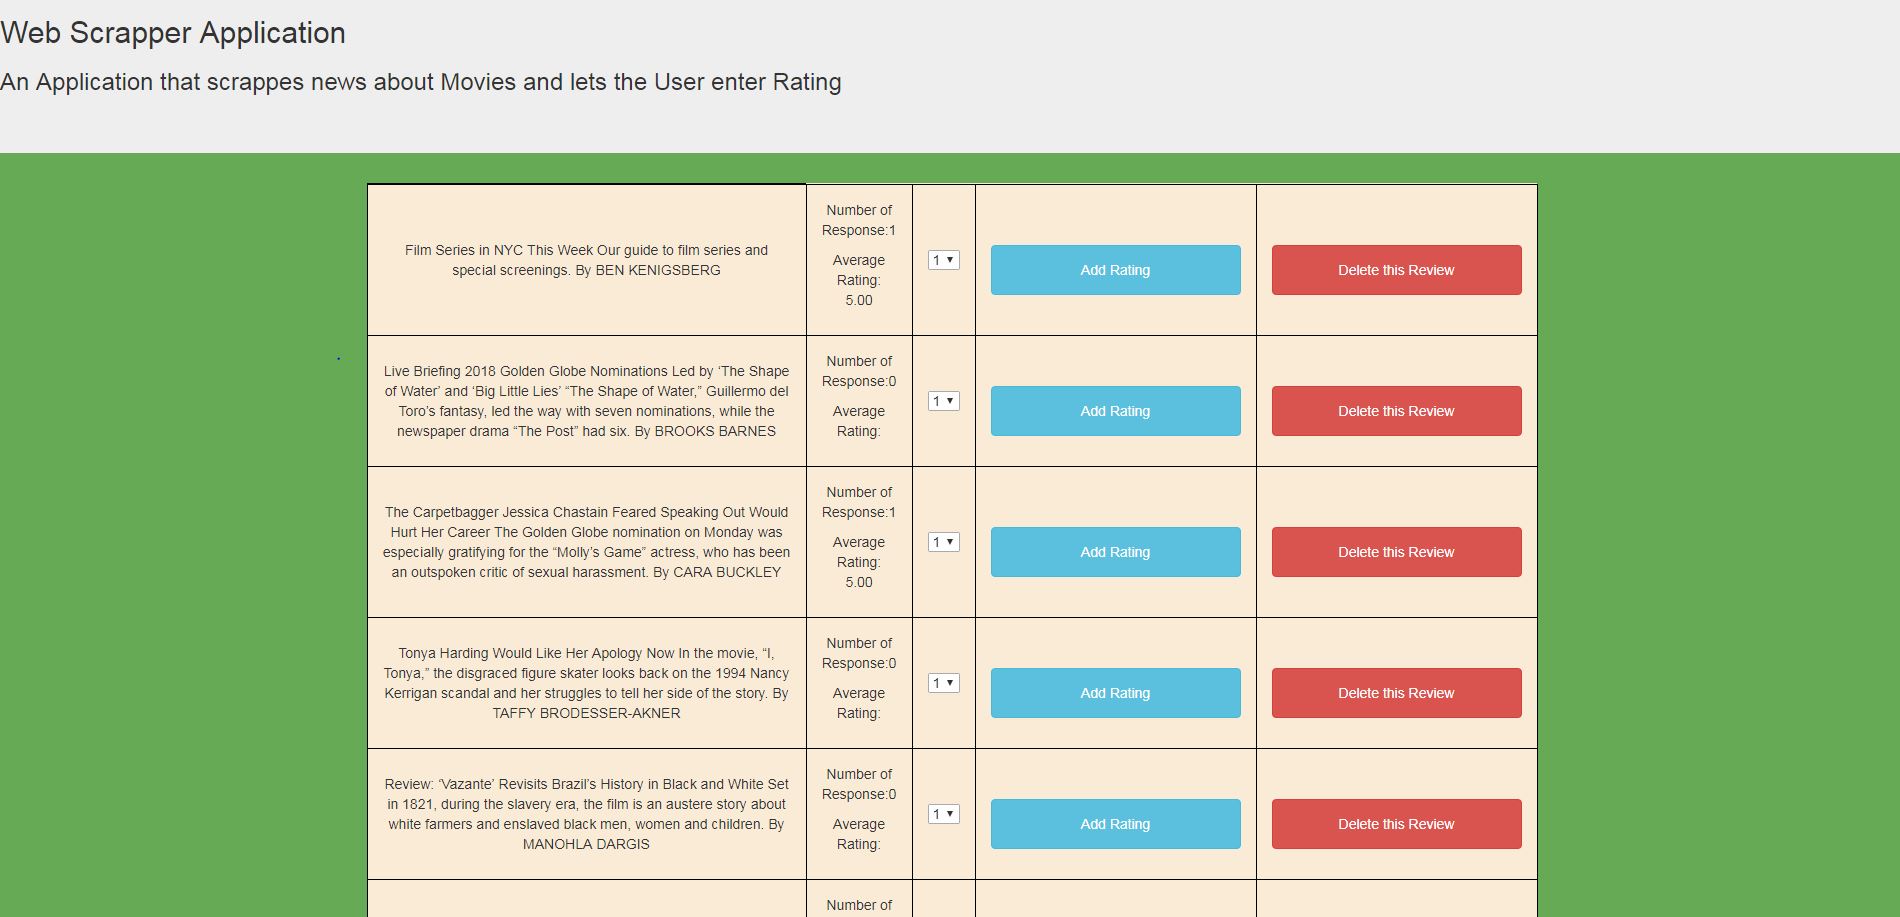 Web Scrapper Application
An Application that scrappes news about Movies and lets the User enter Rating
Film Series in NYC This Week Our guide to film series and
special screenings. By BEN KENIGSBERG
Number of
Response:1
Average
Rating:
5.00
1
Add Rating
Delete this Review
Live Briefing 2018 Golden Globe Nominations Led by ‘The Shape
of Water’ and ‘Big Little Lies’ “The Shape of Water,” Guillermo del
Toro’s fantasy, led the way with seven nominations, while the
newspaper drama “The Post” had six. By BROOKS BARNES
Number of
Response:0
Average
Rating:
1
Add Rating
Delete this Review
The Carpetbagger Jessica Chastain Feared Speaking Out Would
Hurt Her Career The Golden Globe nomination on Monday was
especially gratifying for the “Molly’s Game” actress, who has been
an outspoken critic of sexual harassment. By CARA BUCKLEY
Number of
Response:1
Average
Rating:
5.00
1
Add Rating
Delete this Review
Tonya Harding Would Like Her Apology Now In the movie, “I,
Tonya,” the disgraced figure skater looks back on the 1994 Nancy
Kerrigan scandal and her struggles to tell her side of the story. By
TAFFY BRODESSER-AKNER
Number of
Response:0
Average
Rating:
1
Add Rating
Delete this Review
Review: ‘Vazante’ Revisits Brazil’s History in Black and White Set
in 1821, during the slavery era, the film is an austere story about
white farmers and enslaved black men, women and children. By
MANOHLA DARGIS
Number of
Response:0
Average
Rating:
1
Add Rating
Delete this Review
Number of